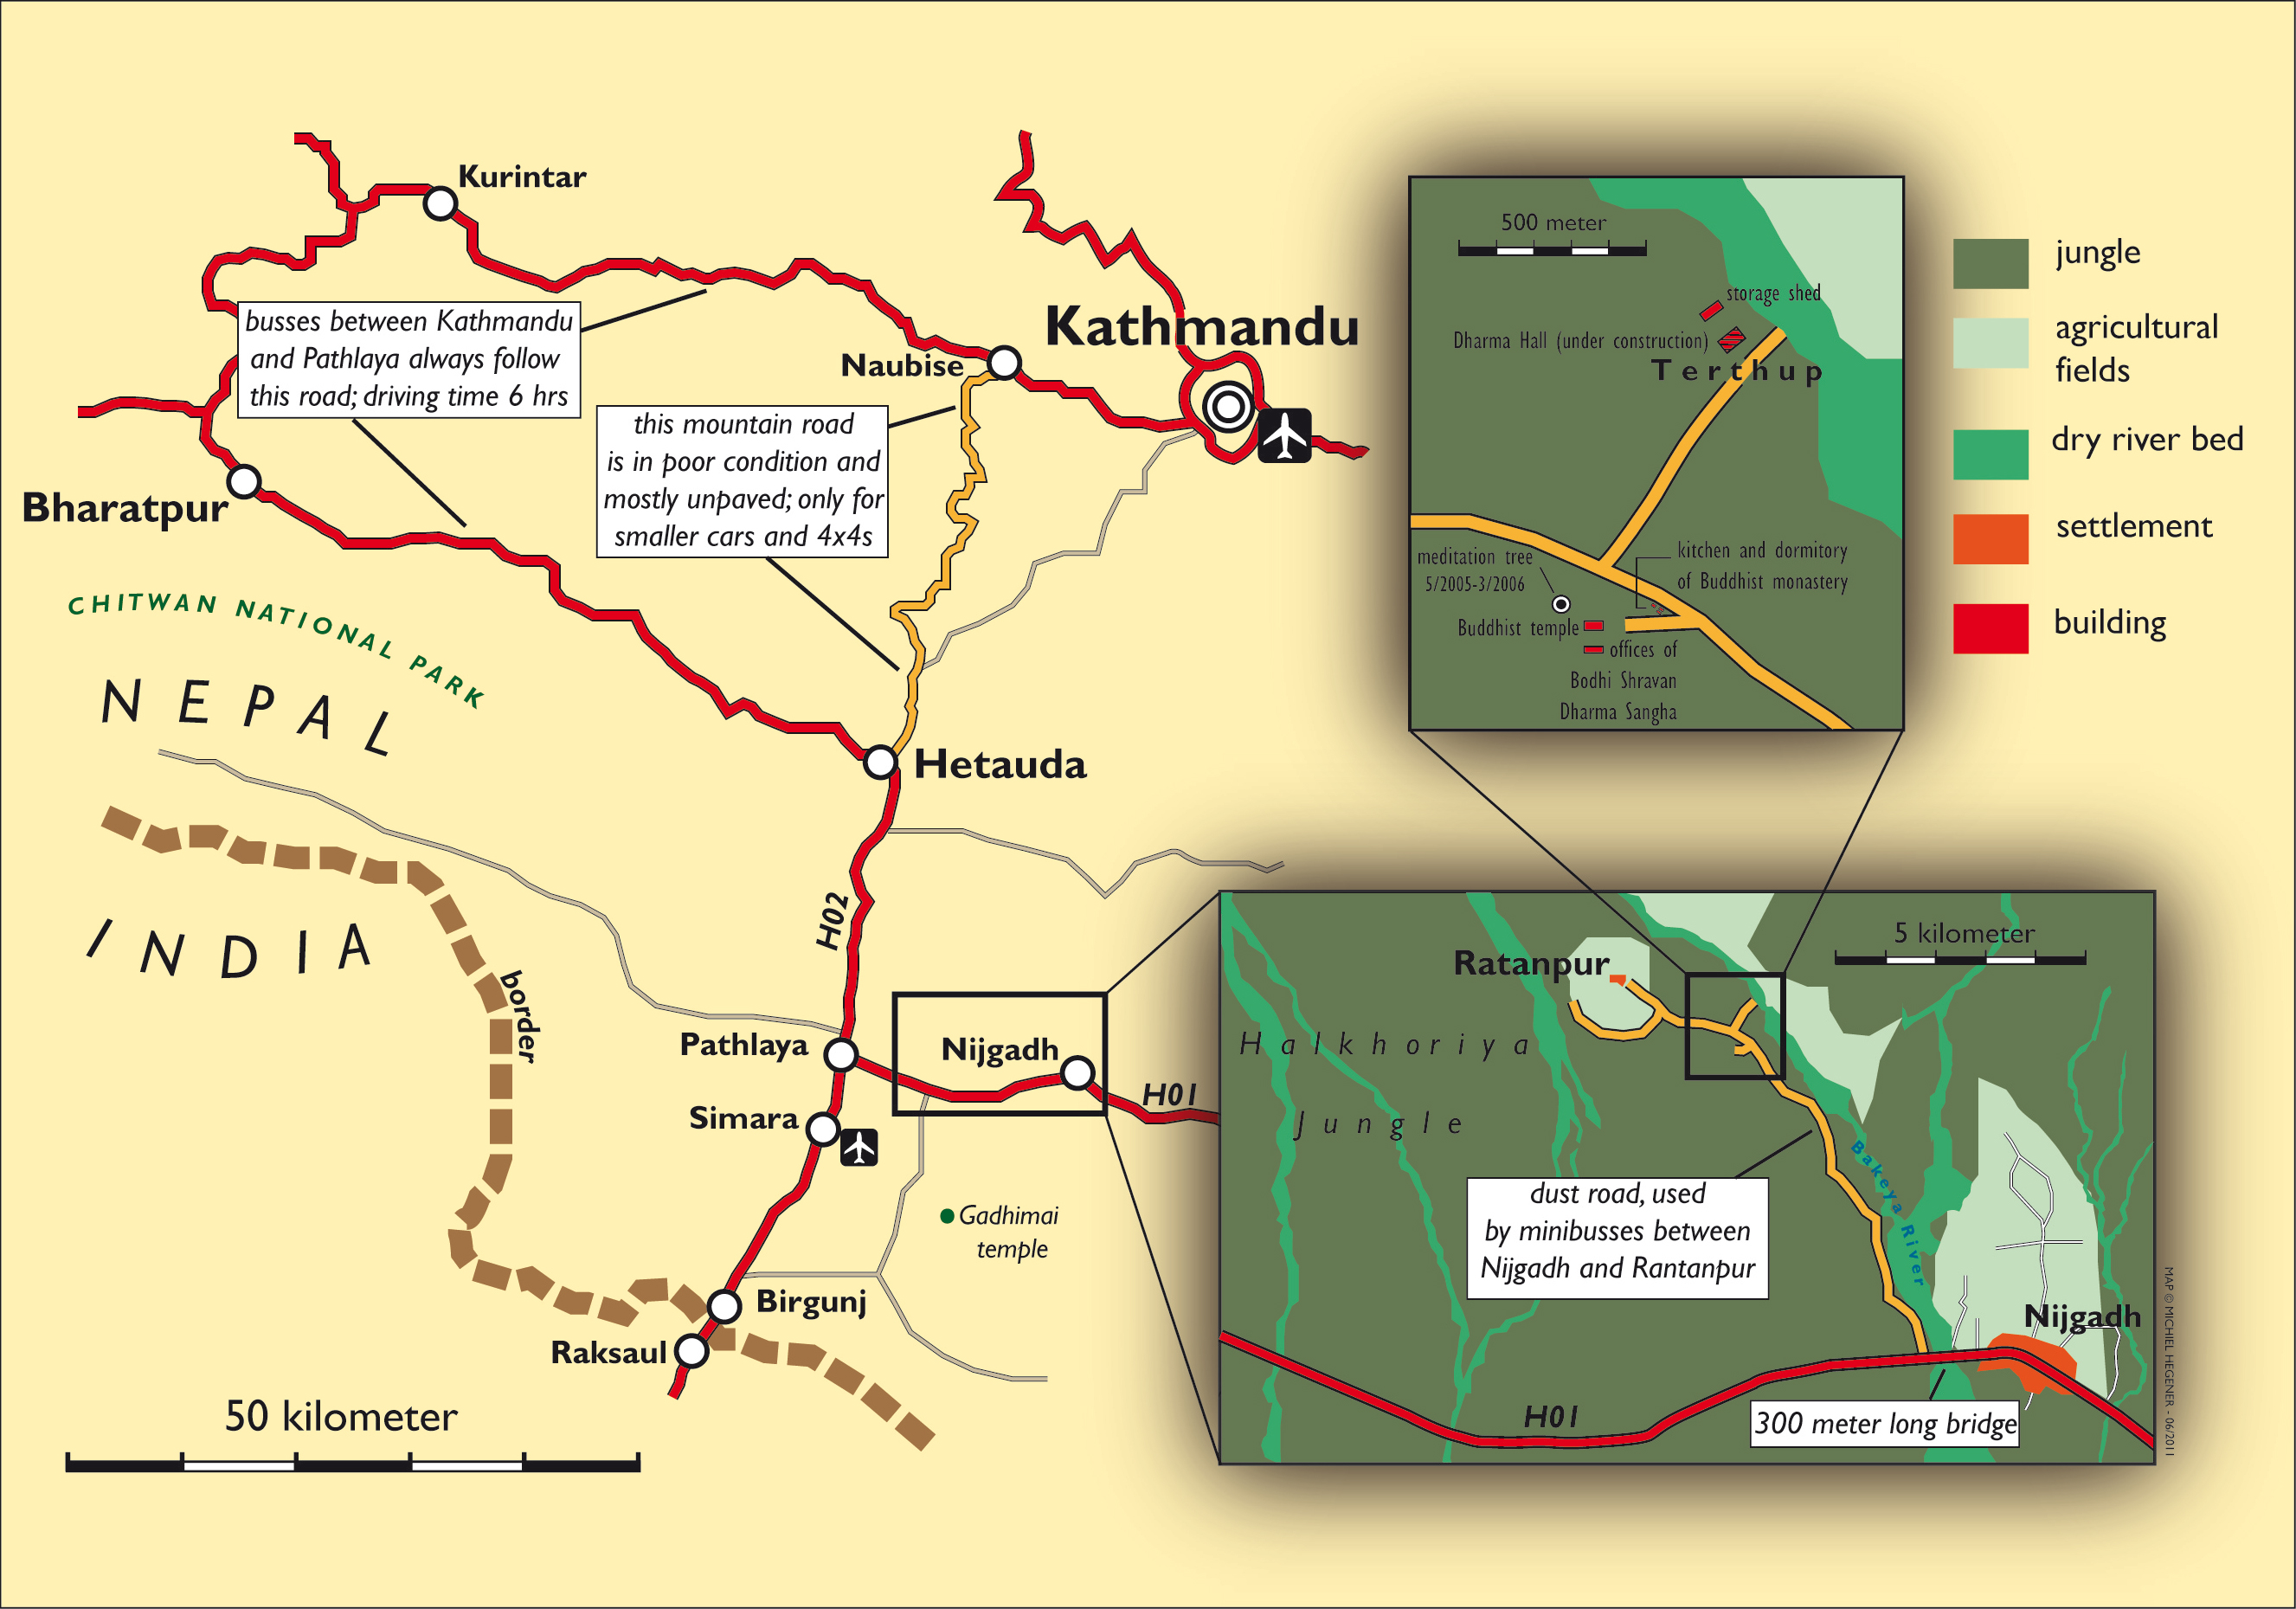 Kurintar
busses between Kathmandu
and Pathlaya always follow
this road; driving time 6 hrs
Kathmandu
Naubise
this mountain road
is in poor condition and
mostly unpaved; only for
smaller cars and 4x4s
Bharatpur
CHITWAN NATIONAL PARK
NEPAL
INDIA
border
Hetauda
H02
Pathlaya
Nijgadh
H01
Simara
Gadhimai
temple
Birgunj
Raksaul
50 kilometer
500 meter
storage shed
Dharma Hall (under construction)
Terthup
meditation tree
5/2005-3/2006
kitchen and dormitory
of Buddhist monastery
Buddhist temple
offices of
Bodhi Shravan
Dharma Sangha
jungle
agricultural
fields
dry river bed
settlement
building
5 kilometer
Ratanpur
Halkhoriya
Jungle
Bakeya River
dust road, used
by minibusses between
Nijgadh and Rantanpur
Nijgadh
H01
300 meter long bridge
MAP © MICHIEL HEGENER - 06/2011